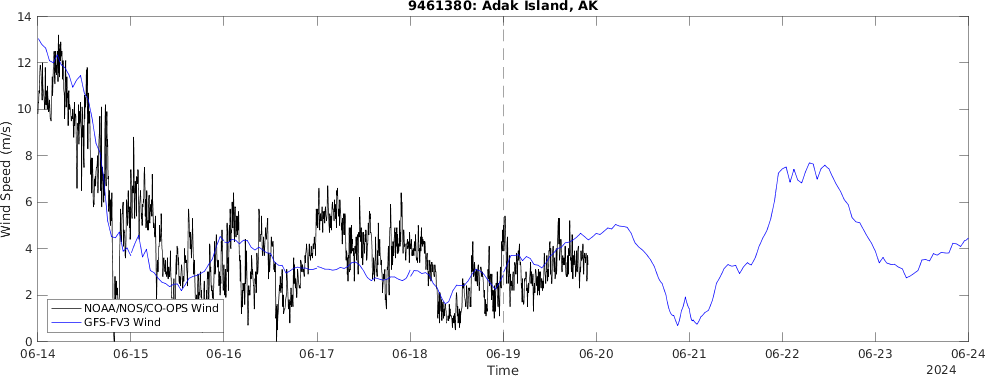 9461380: Adak Island, AK
Wind Speed (m/s)
14
12
10
8
6
4
2
0
NOAA/NOS/CO-OPS Wind
GFS-FV3 Wind
06-14 06-15 06-16 06-17 06-18 06-19 06-20 06-21 06-22 06-23 06-24
Time
2024